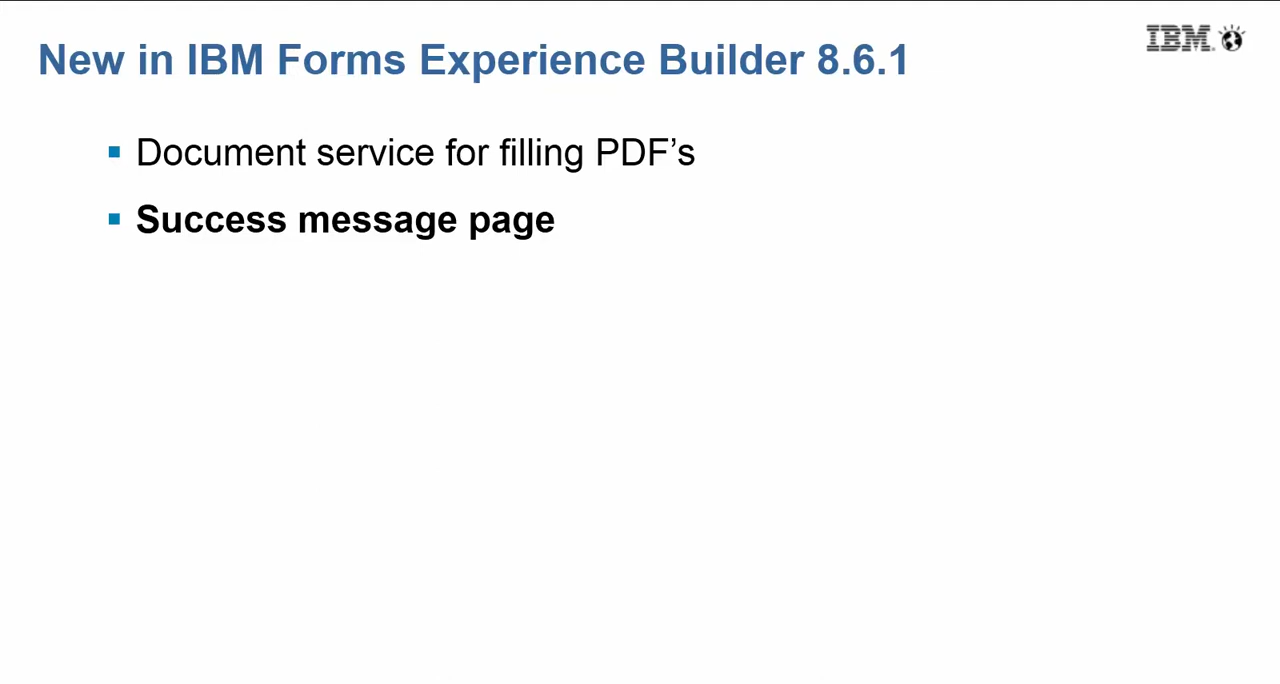 New in IBM Forms Experience Builder 8.6.1
IBM
Document service for filling PDF’s
Success message page